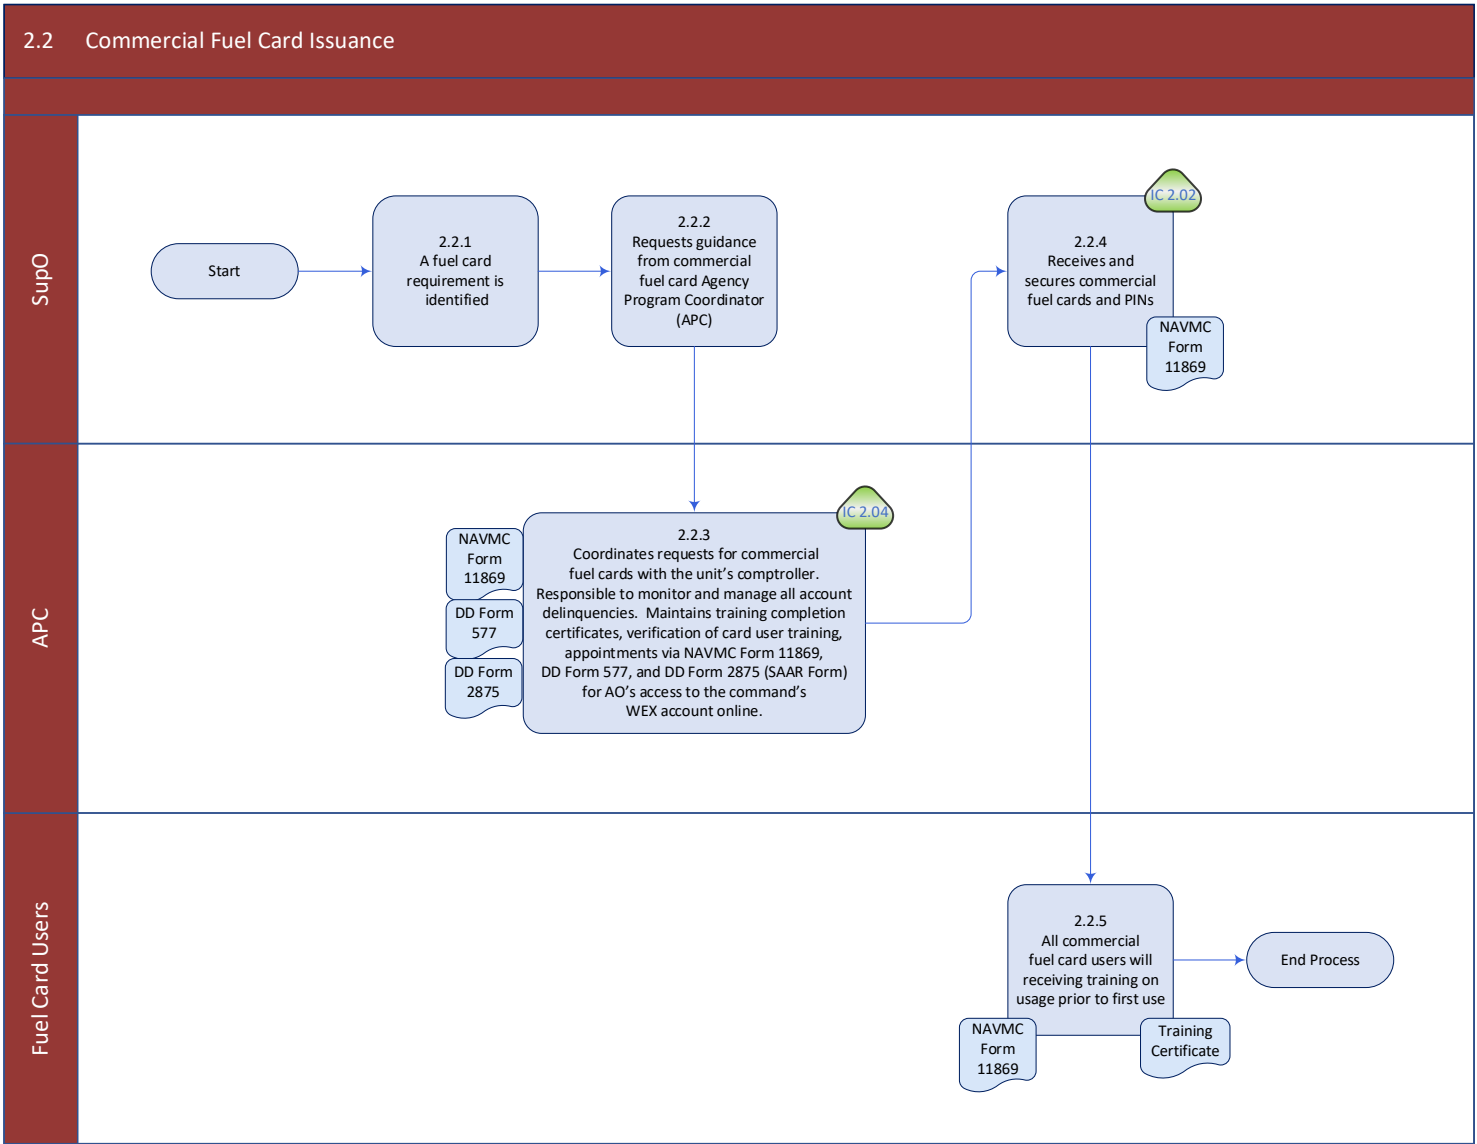 2.2 Commercial Fuel Card Issuance
SupO
Start
2.2.1
A fuel card
requirement is
identified
2.2.2
Requests guidance
from commercial
fuel card Agency
Program Coordinator
(APC)
IC 2.02
2.2.4
Receives and
secures commercial
fuel cards and PINs
NAVMC
Form
11869
APC
NAVMC
Form
11869
DD Form
577
DD Form
2875
IC 2.04
2.2.3
Coordinates requests for commercial
fuel cards with the unit’s comptroller.
Responsible to monitor and manage all account
delinquencies. Maintains training completion
certificates, verification of card user training,
appointments via NAVMC Form 11869,
DD Form 577, and DD Form 2875 (SAAR Form)
for AO’s access to the command’s
WEX account online.
Fuel Card Users
2.2.5
All commercial
fuel card users will
receiving training on
usage prior to first use
NAVMC
Form
11869
Training
Certificate
End Process